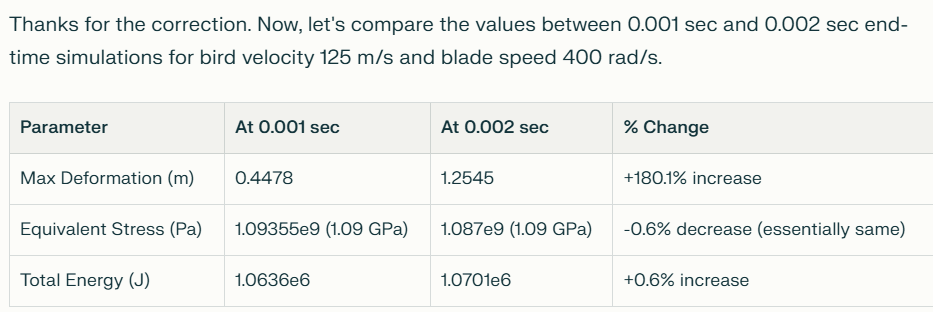 Thanks for the correction. Now, let's compare the values between 0.001 sec and 0.002 sec end-
time simulations for bird velocity 125 m/s and blade speed 400 rad/s.
Parameter At 0.001 sec At 0.002 sec % Change
Max Deformation (m) 0.4478 1.2545 +180.1% increase
Equivalent Stress (Pa) 1.09355e9 (1.09 GPa) 1.087e9 (1.09 GPa) -0.6% decrease (essentially same)
Total Energy (J) 1.0636e6 1.0701e6 +0.6% increase